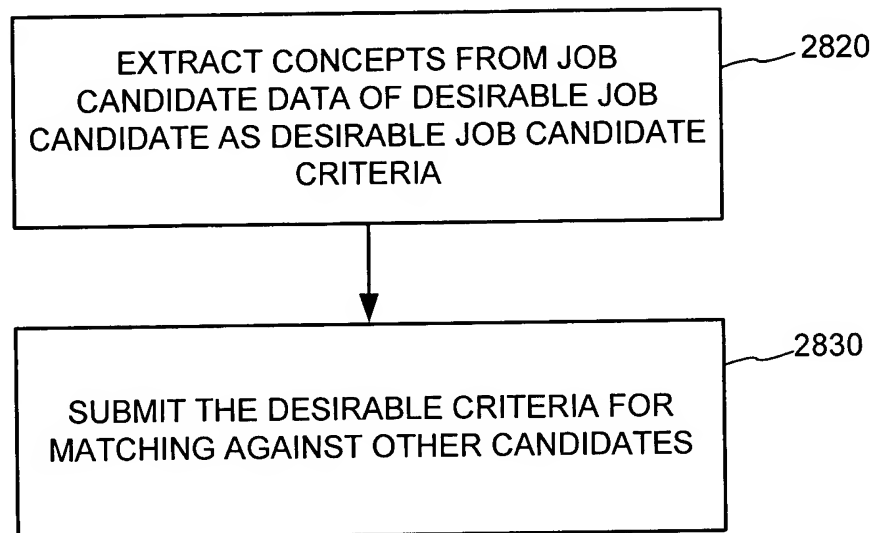 EXTRACT CONCEPTS FROM JOB
CANDIDATE DATA OF DESIRABLE JOB
CANDIDATE AS DESIRABLE JOB CANDIDATE
CRITERIA
2820
SUBMIT THE DESIRABLE CRITERIA FOR
MATCHING AGAINST OTHER CANDIDATES
2830